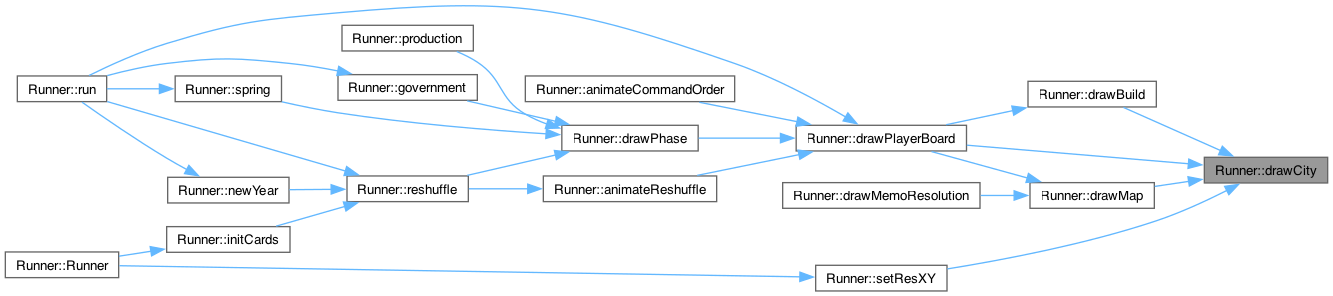 Runner::production
Runner::run
Runner::spring
Runner::government
Runner::animateCommandOrder
Runner::drawBuild
Runner::drawPhase
Runner::drawPlayerBoard
Runner::drawCity
Runner::newYear
Runner::reshuffle
Runner::animateReshuffle
Runner::drawMemoResolution
Runner::drawMap
Runner::initCards
Runner::Runner
Runner::setResXY